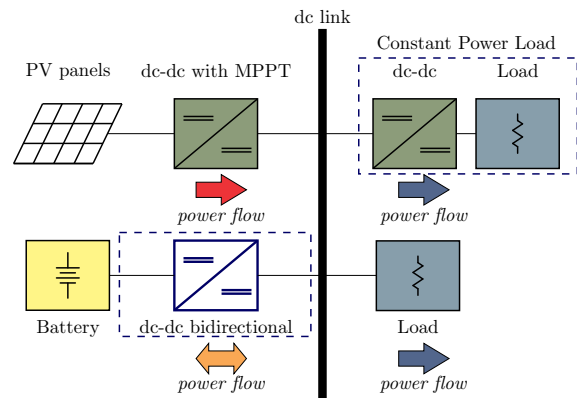 dc link
Constant Power Load
PV panels
dc-dc with MPPT
dc-dc
Load
power flow
power flow
Battery
dc-dc bidirectional
Load
power flow
power flow